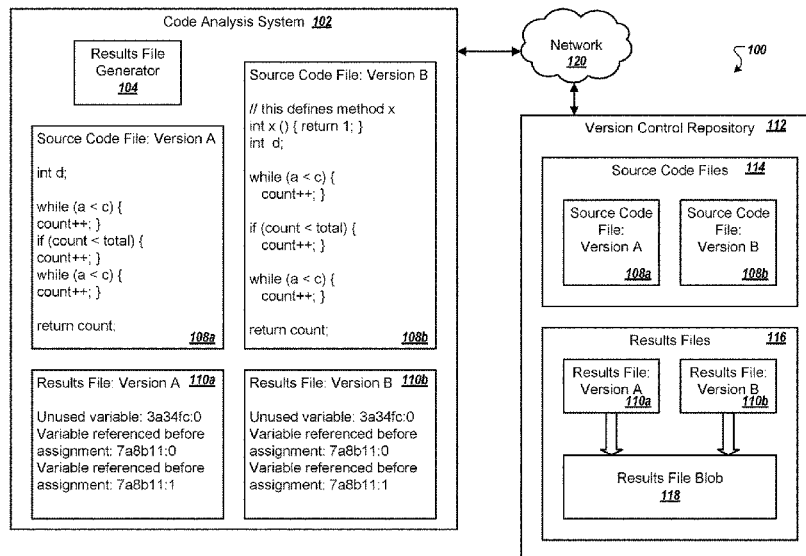 Code Analysis System 102
Results File
Generator
104
Source Code File: Version A
int d;
while (a < c) {
count++; }
if (count < total) {
count++; }
while (a < c) {
count++; }
return count;
108a
Source Code File: Version B
// this defines method x
int x () { return 1; }
int d;
while (a < c) {
count++; }
if (count < total) {
count++; }
while (a < c) {
count++; }
return count;
108b
Results File: Version A 110a
Unused variable: 3a34fc:0
Variable referenced before
assignment: 7a8b11:0
Variable referenced before
assignment: 7a8b11:1
Results File: Version B 110b
Unused variable: 3a34fc:0
Variable referenced before
assignment: 7a8b11:0
Variable referenced before
assignment: 7a8b11:1
Network
120
100
Version Control Repository 112
Source Code Files 114
Source Code
File:
Version A
108a
Source Code
File:
Version B
108b
Results Files 116
Results File:
Version A
110a
Results File:
Version B
110b
Results File Blob
118